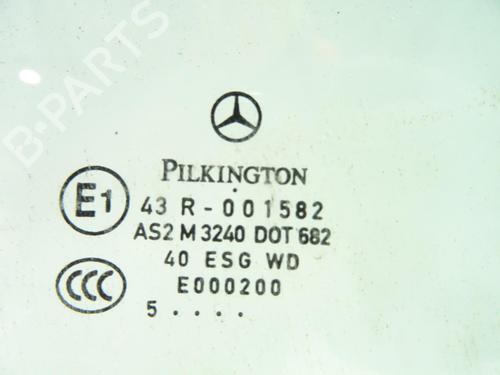 B-PARTS
PILKINGTON
E1
43 R - 001582
AS2 M 3240 DOT 682
40 ESG WD
CCC
E000200
5 . . . .